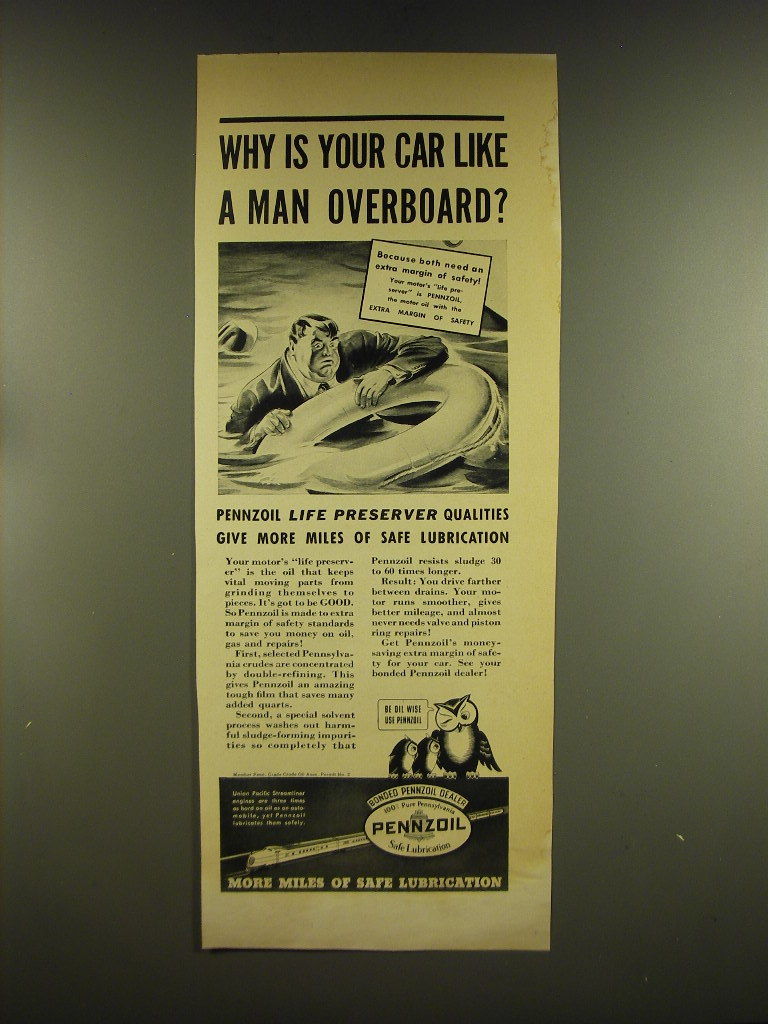 WHY IS YOUR CAR LIKE
A MAN OVERBOARD?
Because both need an
extra margin of safety!
Your motor's "life pre-
server" is PENNZOIL,
the motor oil with the
EXTRA MARGIN OF SAFETY
PENNZOIL LIFE PRESERVER QUALITIES
GIVE MORE MILES OF SAFE LUBRICATION
Your motor's "life preserv-
er" is the oil that keeps
vital moving parts from
grinding themselves to
pieces. It's got to be GOOD.
So Pennzoil is made to extra
margin of safety standards
to save you money on oil,
gas and repairs!
First, selected Pennsylva-
nia crudes are concentrated
by double-refining. This
gives Pennzoil an amazing
tough film that saves many
added quarts.
Second, a special solvent
process washes out harm-
ful sludge-forming impuri-
ties so completely that
Pennzoil resists sludge 30
to 60 times longer.
Result: You drive farther
between drains. Your mo-
tor runs smoother, gives
better mileage, and almost
never needs valve and piston
ring repairs!
Get Pennzoil's money-
saving extra margin of safe-
ty for your car. See your
bonded Pennzoil dealer!
BE OIL WISE
USE PENNZOIL
Member Penn. Grade Crude Oil Assn. Permit No. 2
Union Pacific Streamliner
engines are three times
as hard on oil as an auto-
mobile, yet Pennzoil
lubricates them safely.
BONDED PENNZOIL DEALER
100% Pure Pennsylvania
PENNZOIL
Safe Lubrication
MORE MILES OF SAFE LUBRICATION